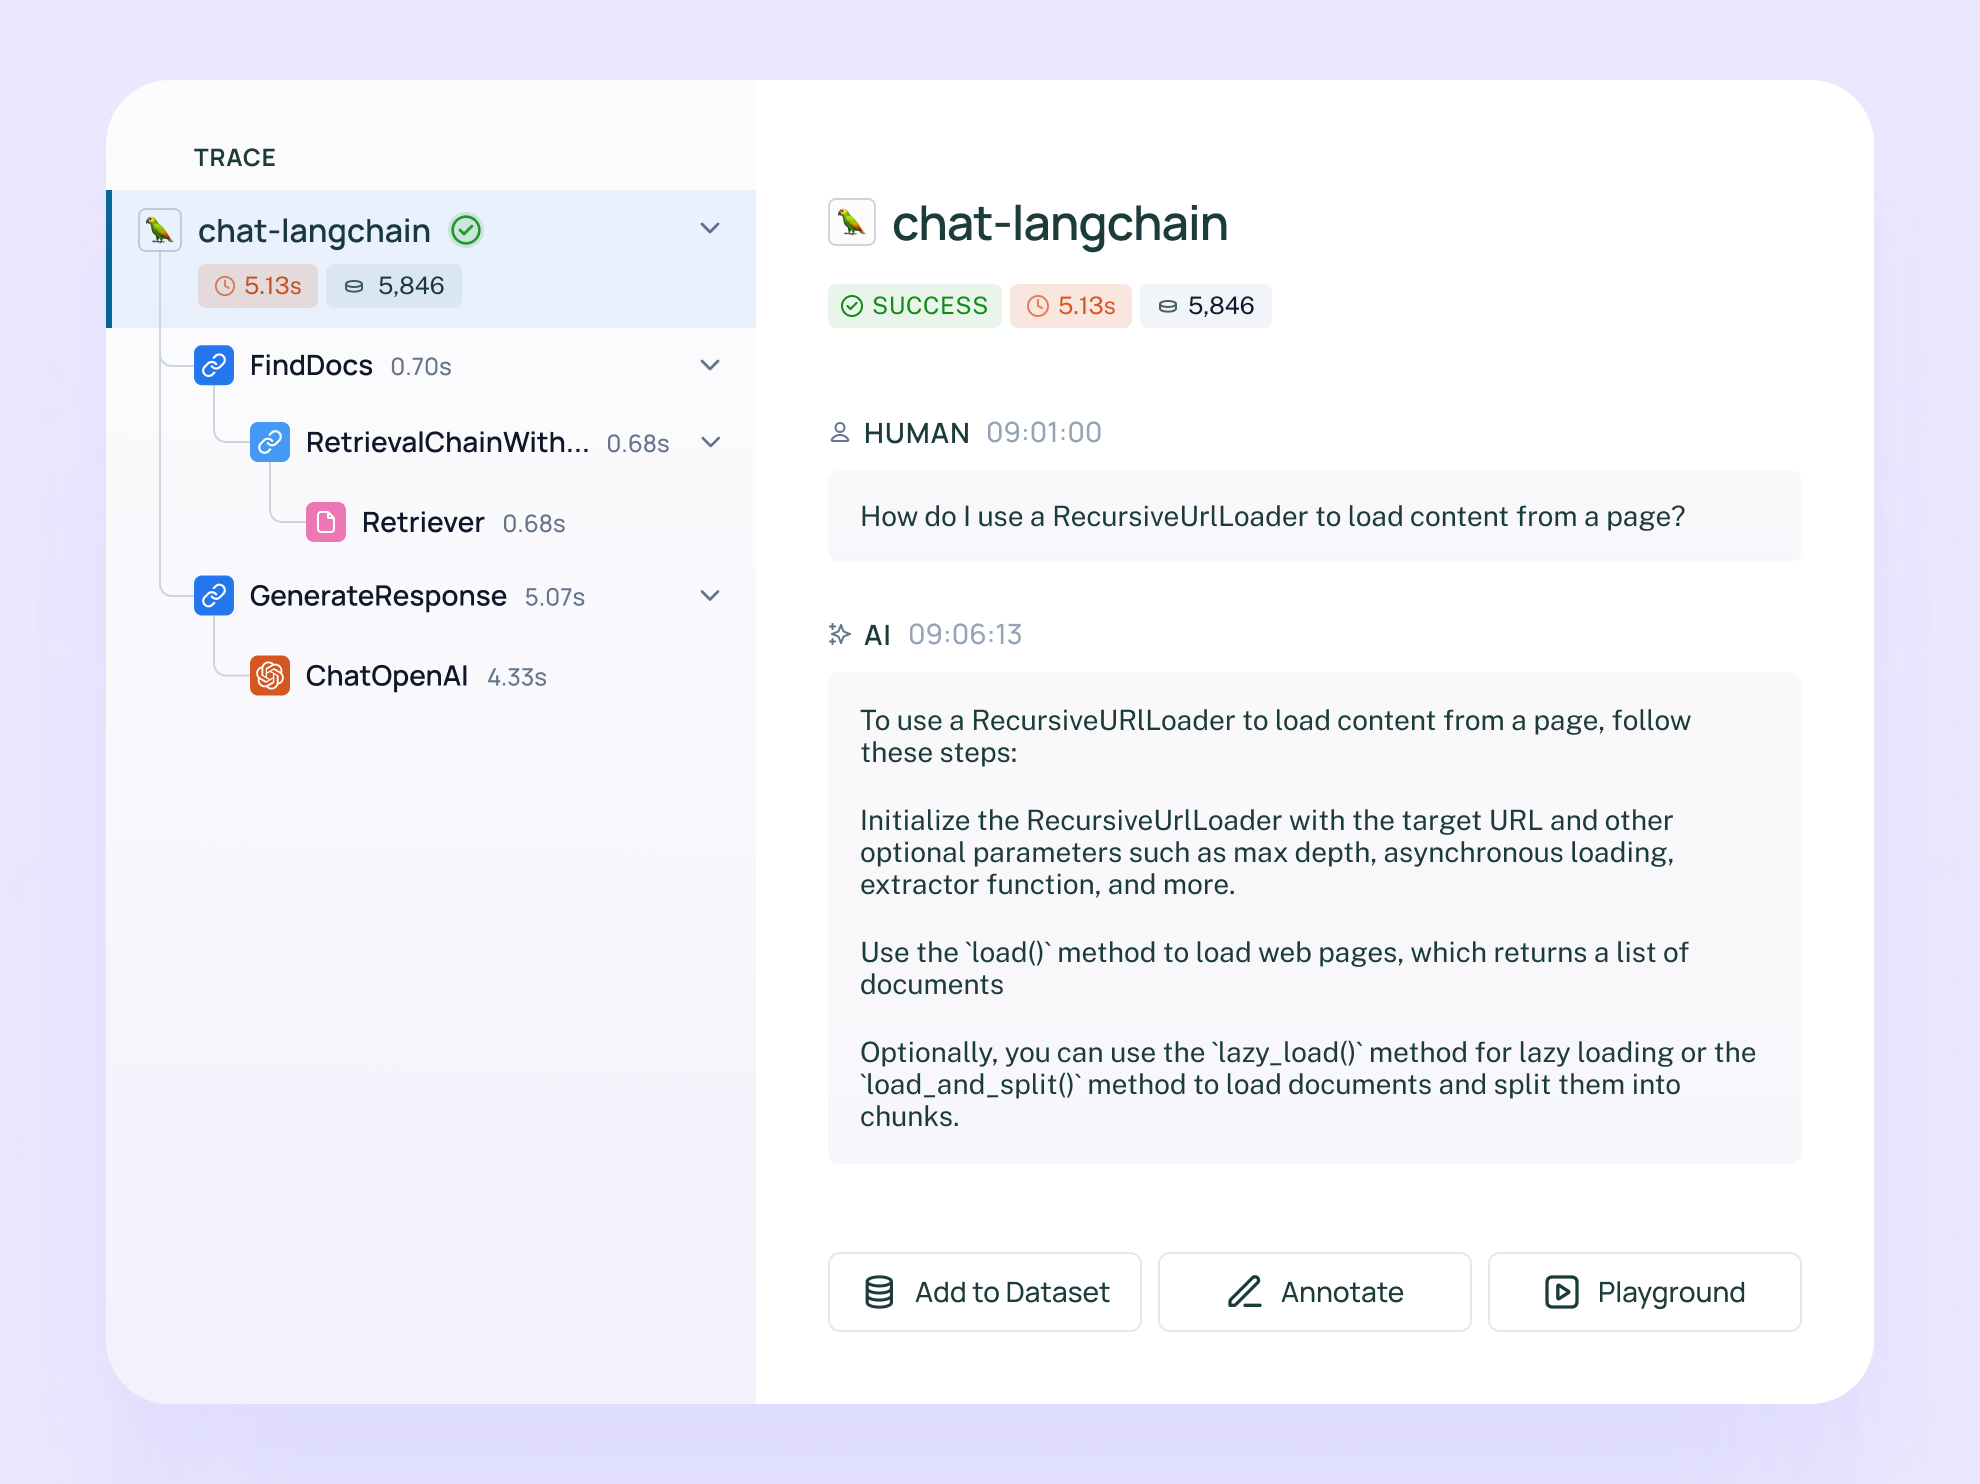 TRACE
chat-langchain
5.13s 5,846
FindDocs 0.70s
RetrievalChainWith... 0.68s
Retriever 0.68s
GenerateResponse 5.07s
ChatOpenAI 4.33s
chat-langchain
SUCCESS 5.13s 5,846
HUMAN 09:01:00
How do I use a RecursiveUrlLoader to load content from a page?
AI 09:06:13
To use a RecursiveURlLoader to load content from a page, follow
these steps:
Initialize the RecursiveUrlLoader with the target URL and other
optional parameters such as max depth, asynchronous loading,
extractor function, and more.
Use the `load()` method to load web pages, which returns a list of
documents
Optionally, you can use the `lazy_load()` method for lazy loading or the
`load_and_split()` method to load documents and split them into
chunks.
Add to Dataset
Annotate
Playground